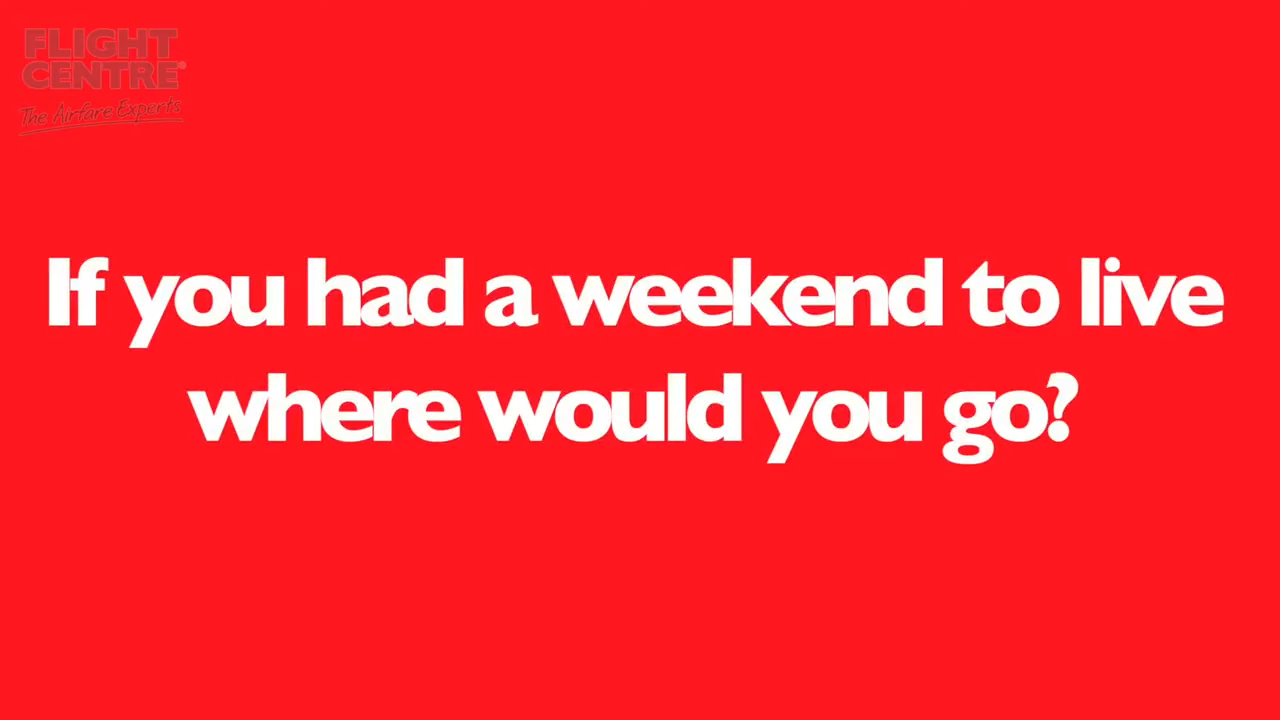 FLIGHT
CENTRE®
The Airfare Experts
If you had a weekend to live
where would you go?